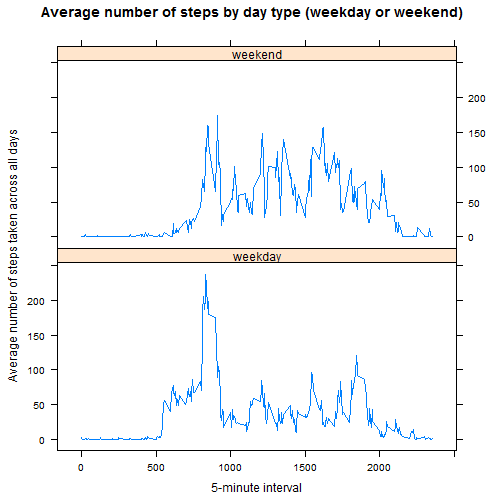 Average number of steps by day type (weekday or weekend)
weekend
200
150
100
50
0
weekday
200
150
100
50
0
0 500 1000 1500 2000
5-minute interval
Average number of steps taken across all days